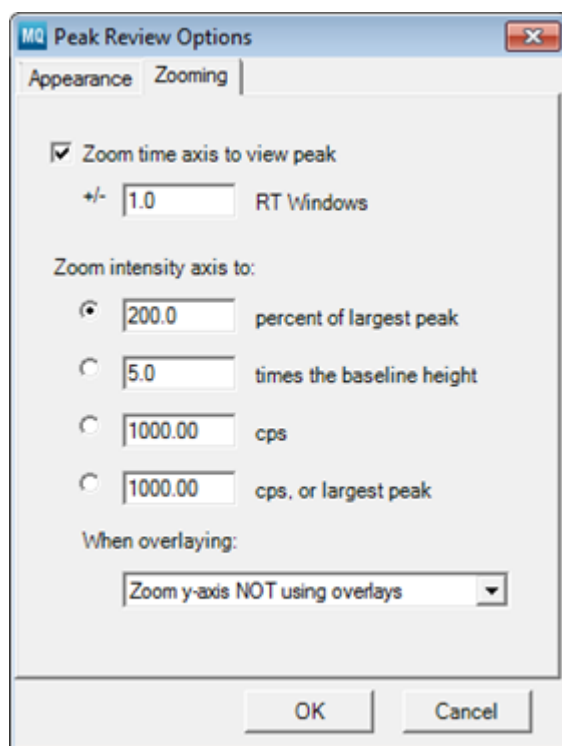 MQ Peak Review Options
Appearance Zooming
Zoom time axis to view peak
+/- 1.0 RT Windows
Zoom intensity axis to:
200.0 percent of largest peak
5.0 times the baseline height
1000.00 cps
1000.00 cps, or largest peak
When overlaying:
Zoom y-axis NOT using overlays
OK Cancel